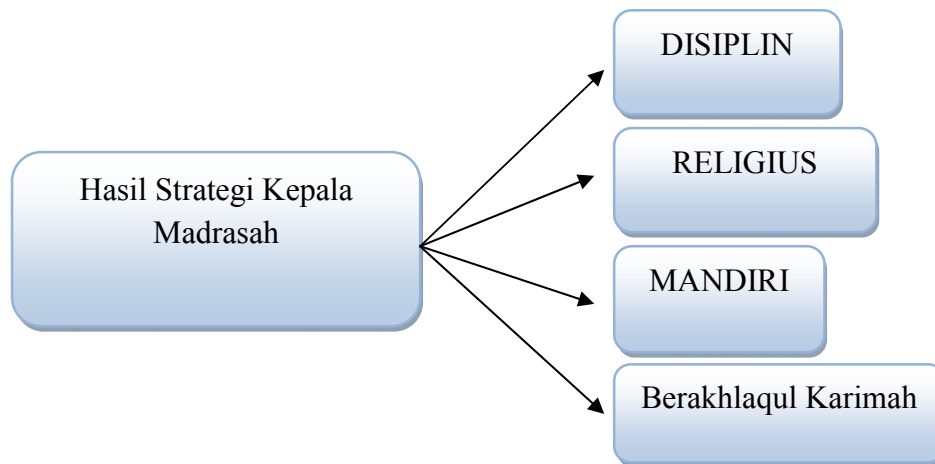 Hasil Strategi Kepala
Madrasah
DISIPLIN
RELIGIUS
MANDIRI
Berakhlaqul Karimah